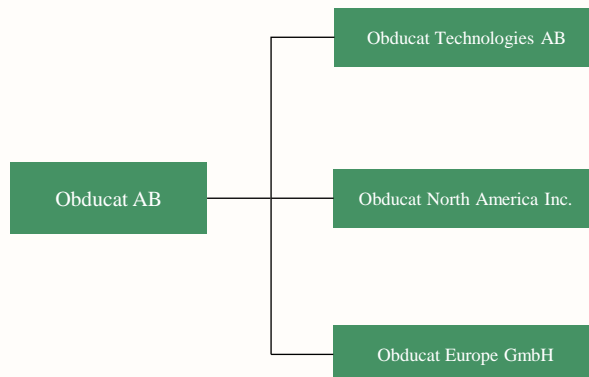 Obducat Technologies AB
Obducat AB
Obducat North America Inc.
Obducat Europe GmbH